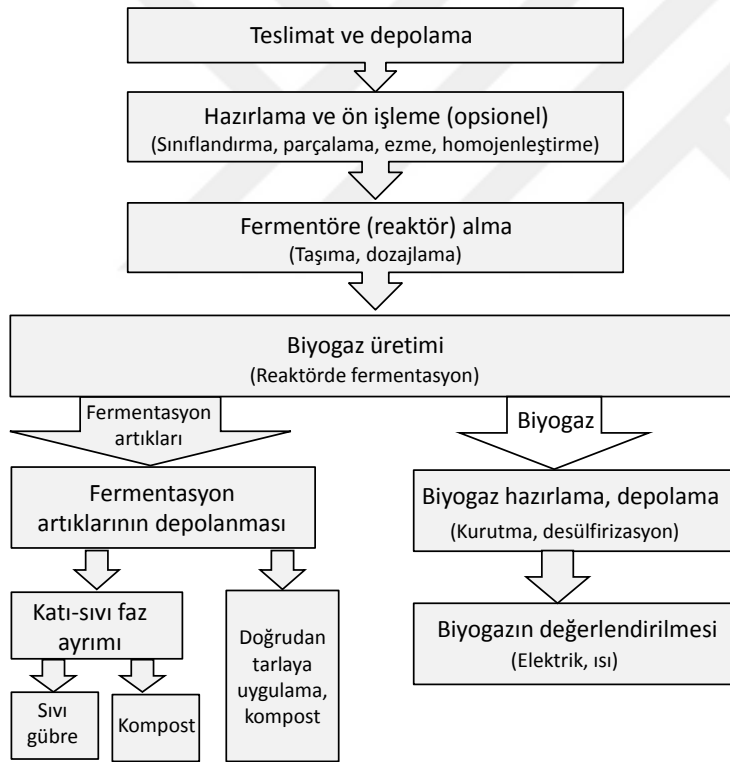 Teslimat ve depolama
Hazırlama ve ön işleme (opsionel)
(Sınıflandırma, parçalama, ezme, homojenleştirme)
Fermentöre (reaktör) alma
(Taşıma, dozajlama)
Biyogaz üretimi
(Reaktörde fermentasyon)
Fermentasyon
artıkları
Biyogaz
Fermentasyon
artıklarının depolanması
Biyogaz hazırlama, depolama
(Kurutma, desülfirizasyon)
Katı-sıvı faz
ayrımı
Doğrudan
tarlaya
uygulama,
kompost
Biyogazın değerlendirilmesi
(Elektrik, ısı)
Sıvı
gübre
Kompost